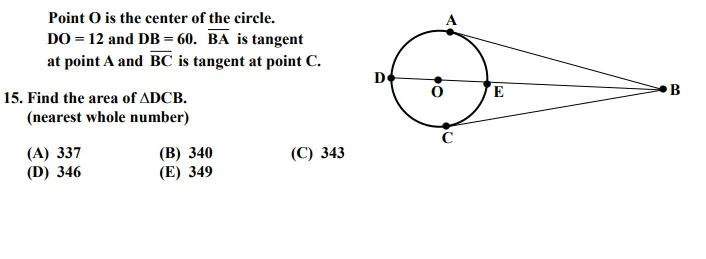 Point O is the center of the circle.
DO = 12 and DB = 60. BA is tangent
at point A and BC is tangent at point C.
15. Find the area of ΔDCB.
(nearest whole number)
(A) 337 (B) 340 (C) 343
(D) 346 (E) 349
A
D
O
E
B
C